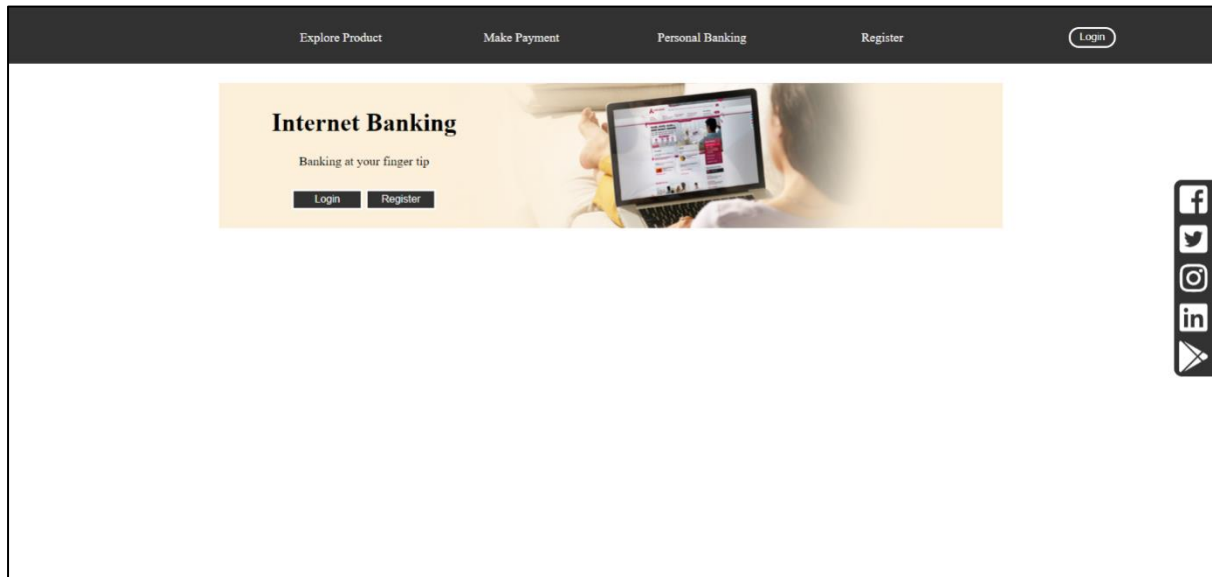 Explore Product Make Payment Personal Banking Register Login
Internet Banking
Banking at your finger tip
Login Register